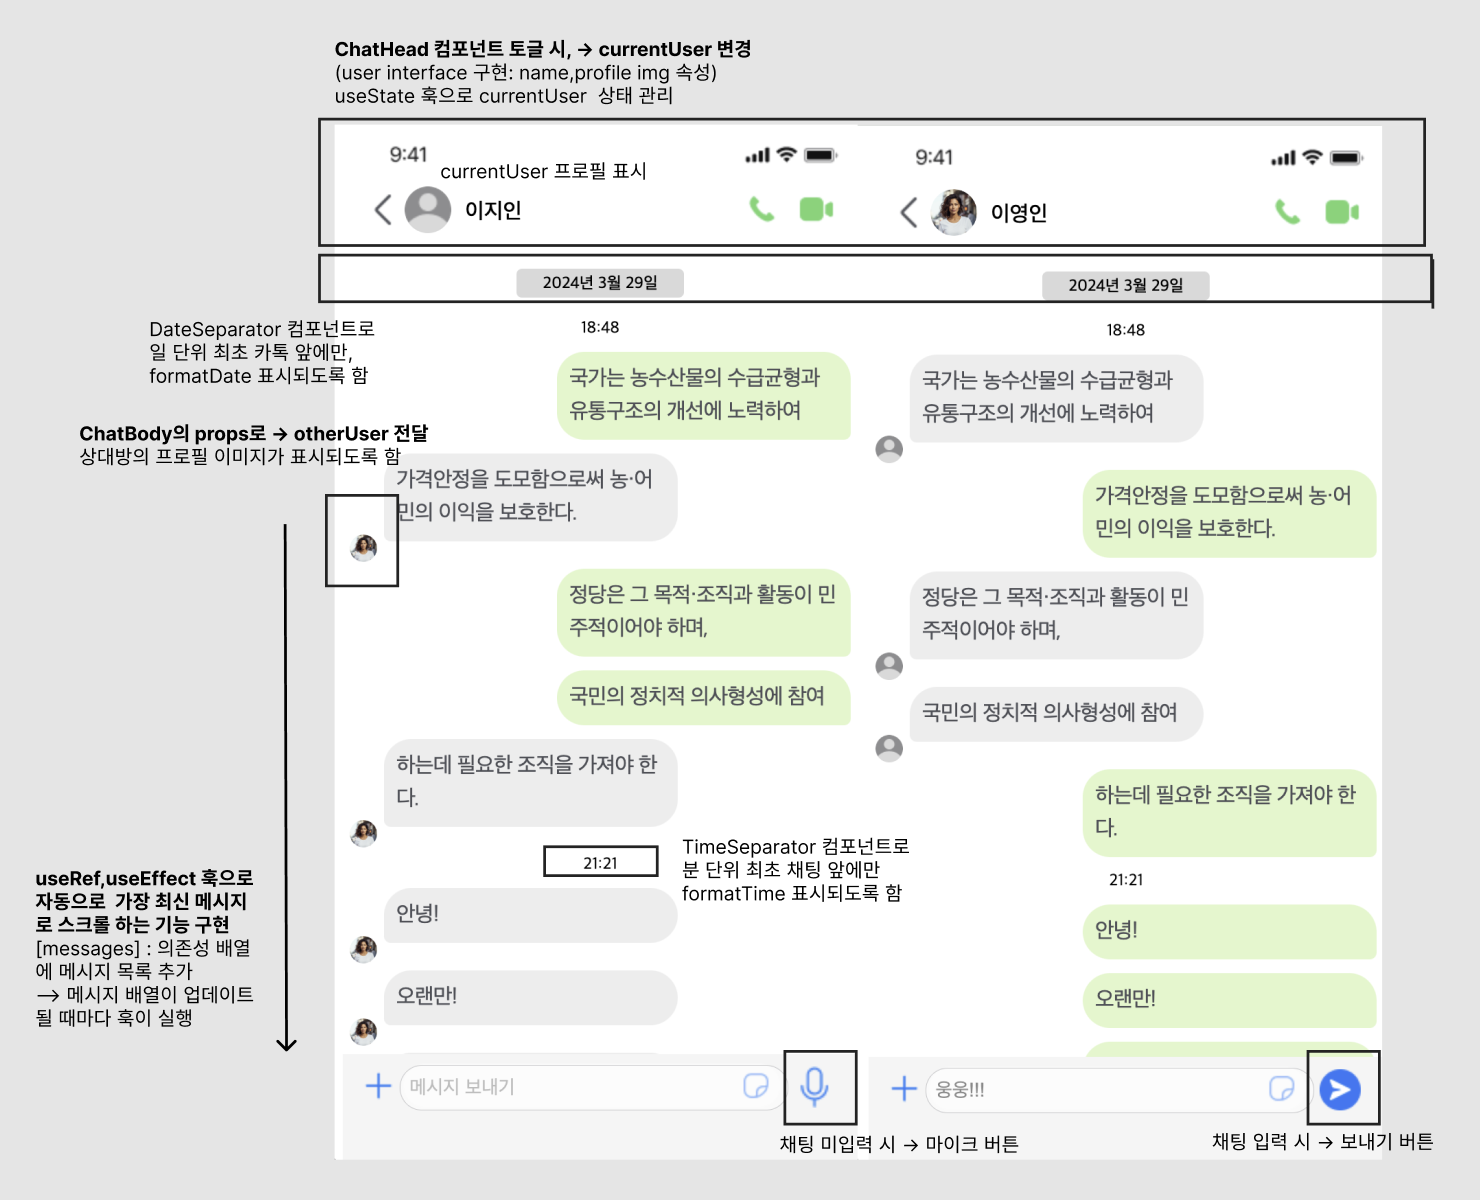 ChatHead 컴포넌트 토글 시, → currentUser 변경
(user interface 구현: name,profile img 속성)
useState 훅으로 currentUser 상태 관리
9:41
currentUser 프로필 표시
이지인
9:41
이영인
2024년 3월 29일
2024년 3월 29일
DateSeparator 컴포넌트로
일 단위 최초 카톡 앞에만,
formatDate 표시되도록 함
18:48
국가는 농수산물의 수급균형과
유통구조의 개선에 노력하여
ChatBody의 props로 → otherUser 전달
상대방의 프로필 이미지가 표시되도록 함
가격안정을 도모함으로써 농·어
민의 이익을 보호한다.
정당은 그 목적·조직과 활동이 민
주적이어야 하며,
국민의 정치적 의사형성에 참여
하는데 필요한 조직을 가져야 한
다.
21:21
안녕!
오랜만!
메시지 보내기
TimeSeparator 컴포넌트로
분 단위 최초 채팅 앞에만
formatTime 표시되도록 함
useRef,useEffect 훅으로
자동으로 가장 최신 메시지
로 스크롤 하는 기능 구현
[messages] : 의존성 배열
에 메시지 목록 추가
—> 메시지 배열이 업데이트
될 때마다 훅이 실행
18:48
국가는 농수산물의 수급균형과
유통구조의 개선에 노력하여
가격안정을 도모함으로써 농·어
민의 이익을 보호한다.
정당은 그 목적·조직과 활동이 민
주적이어야 하며,
국민의 정치적 의사형성에 참여
하는데 필요한 조직을 가져야 한
다.
21:21
안녕!
오랜만!
웅웅!!!
채팅 미입력 시 → 마이크 버튼
채팅 입력 시 → 보내기 버튼